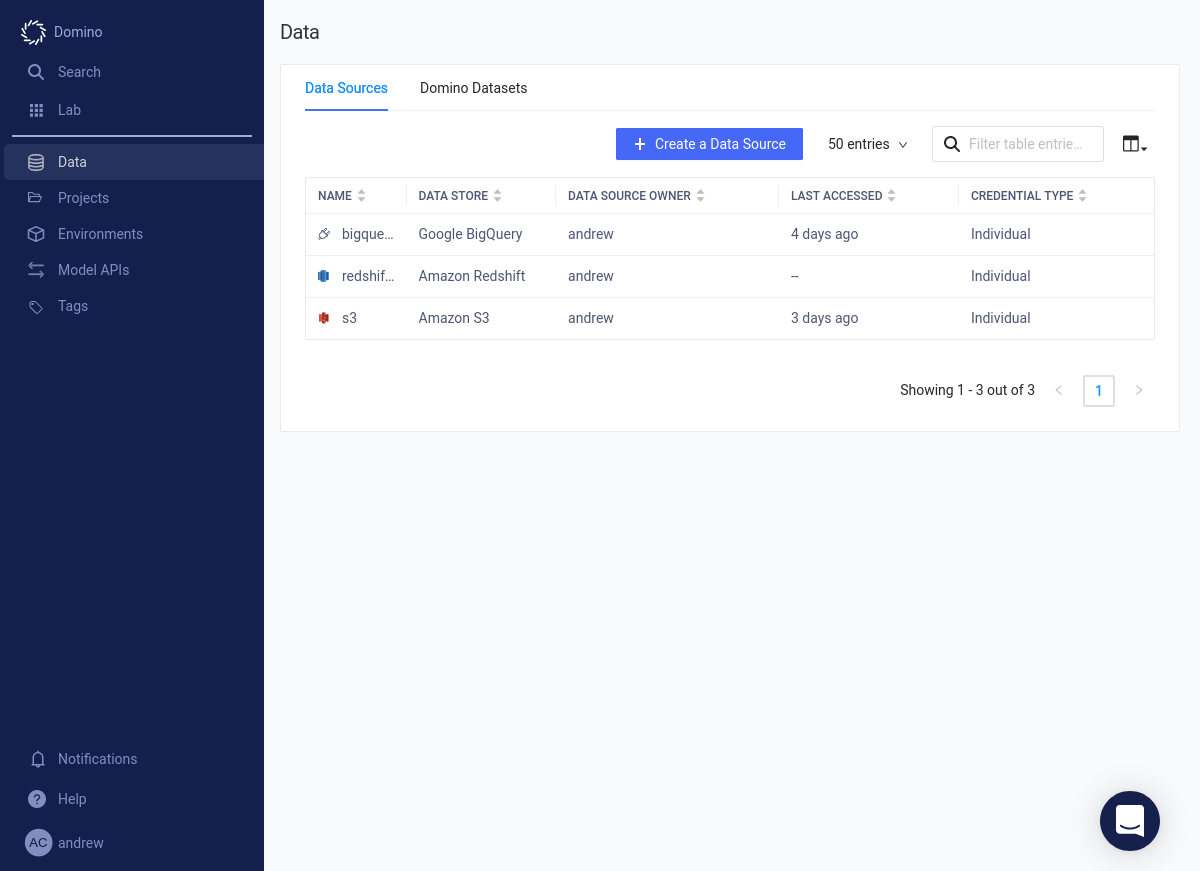 Domino
Search
Lab
Data
Projects
Environments
Model APIs
Tags
Notifications
Help
AC andrew
Data
Data Sources Domino Datasets
+ Create a Data Source 50 entries Filter table entrie...
NAME DATA STORE DATA SOURCE OWNER LAST ACCESSED CREDENTIAL TYPE
bigque... Google BigQuery andrew 4 days ago Individual
redshif... Amazon Redshift andrew -- Individual
s3 Amazon S3 andrew 3 days ago Individual
Showing 1 - 3 out of 3 < 1 >